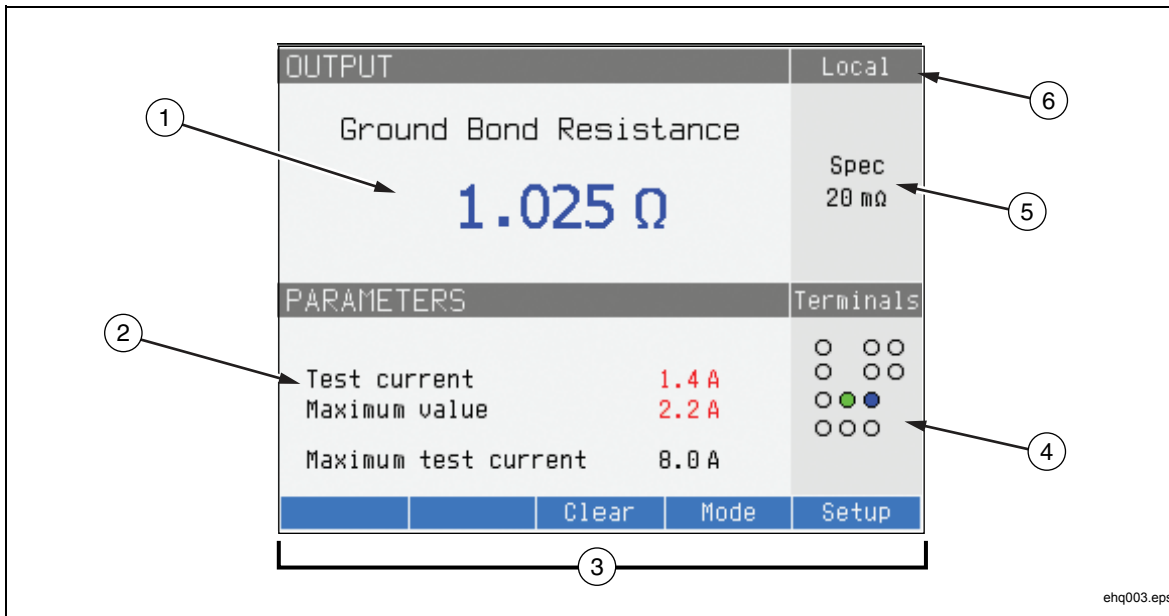 OUTPUT
Local
6
1
Ground Bond Resistance
Spec
20 mΩ
5
1.025 Ω
PARAMETERS
Terminals
2
Test current 1.4 A
Maximum value 2.2 A
4
Maximum test current 8.0 A
Clear Mode Setup
3
ehq003.eps